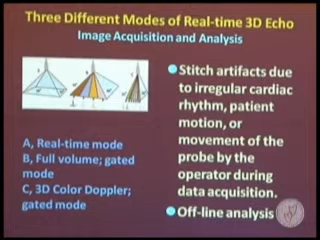 Three Different Modes of Real-time 3D Echo
Image Acquisition and Analysis
Stitch artifacts due
to irregular cardiac
rhythm, patient
motion, or
movement of the
probe by the
operator during
data acquisition.
Off-line analysis
A, Real-time mode
B, Full volume; gated
mode
C, 3D Color Doppler;
gated mode